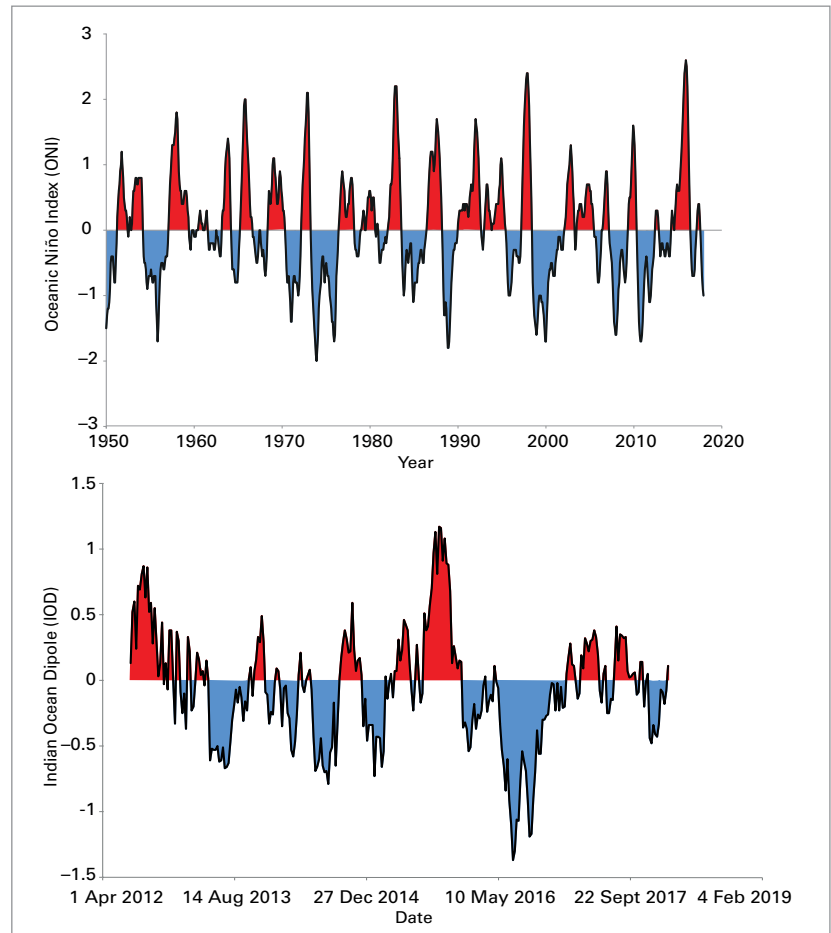 3
2
1
0
–1
–2
–3
Oceanic Niño Index (ONI)
1950 1960 1970 1980 1990 2000 2010 2020
Year
1.5
1
0.5
0
–0.5
-1
–1.5
Indian Ocean Dipole (IOD)
1 Apr 2012 14 Aug 2013 27 Dec 2014 10 May 2016 22 Sept 2017 4 Feb 2019
Date